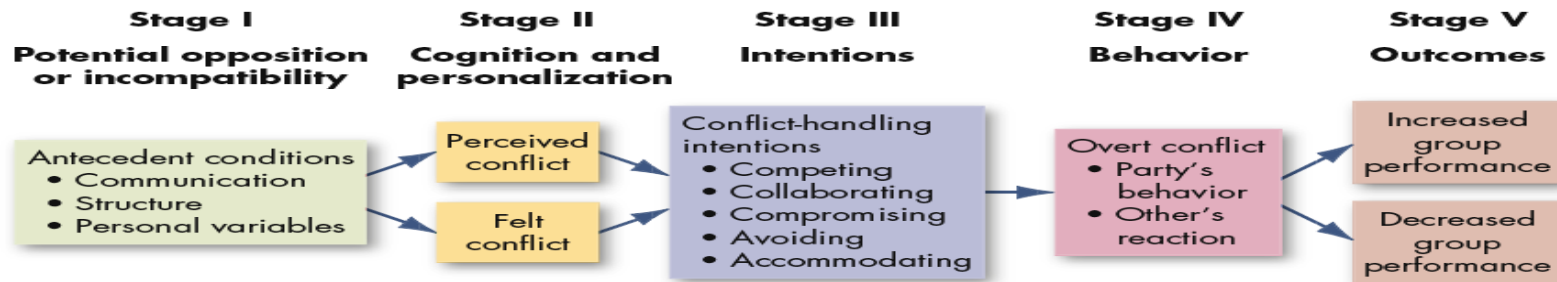 Stage I
Potential opposition
or incompatibility
Stage II
Cognition and
personalization
Stage III
Intentions
Stage IV
Behavior
Stage V
Outcomes
Antecedent conditions
• Communication
• Structure
• Personal variables
Perceived
conflict
Felt
conflict
Conflict-handling
intentions
• Competing
• Collaborating
• Compromising
• Avoiding
• Accommodating
Overt conflict
• Party's
behavior
• Other's
reaction
Increased
group
performance
Decreased
group
performance